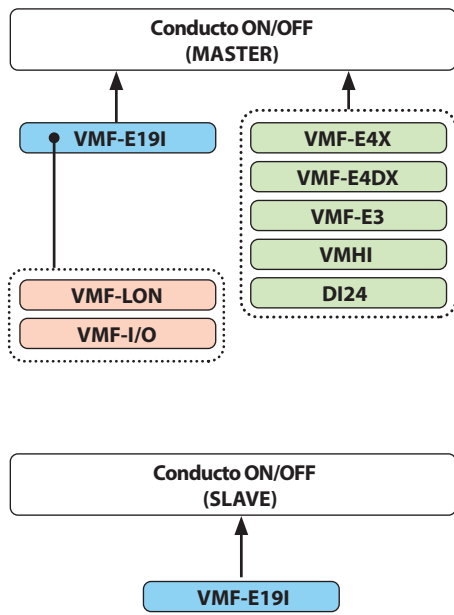 Conducto ON/OFF
(MASTER)
VMF-E19I
VMF-LON
VMF-I/O
VMF-E4X
VMF-E4DX
VMF-E3
VMHI
DI24
Conducto ON/OFF
(SLAVE)
VMF-E19I